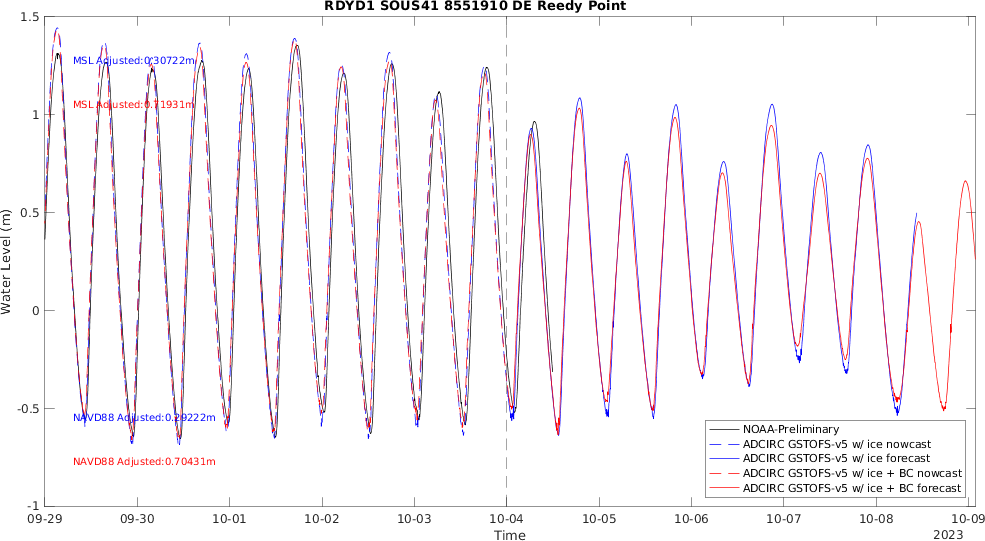 RDYD1 SOUS41 8551910 DE Reedy Point
Water Level (m)
1.5
1
0.5
0
-0.5
-1
MSL Adjusted:0.30722m
MSL Adjusted:0.71931m
NAVD88 Adjusted:0.29222m
NAVD88 Adjusted:0.70431m
NOAA-Preliminary
ADCIRC GSTOFS-v5 w/ ice nowcast
ADCIRC GSTOFS-v5 w/ ice forecast
ADCIRC GSTOFS-v5 w/ ice + BC nowcast
ADCIRC GSTOFS-v5 w/ ice + BC forecast
09-29 09-30 10-01 10-02 10-03 10-04 10-05 10-06 10-07 10-08 10-09
Time
2023